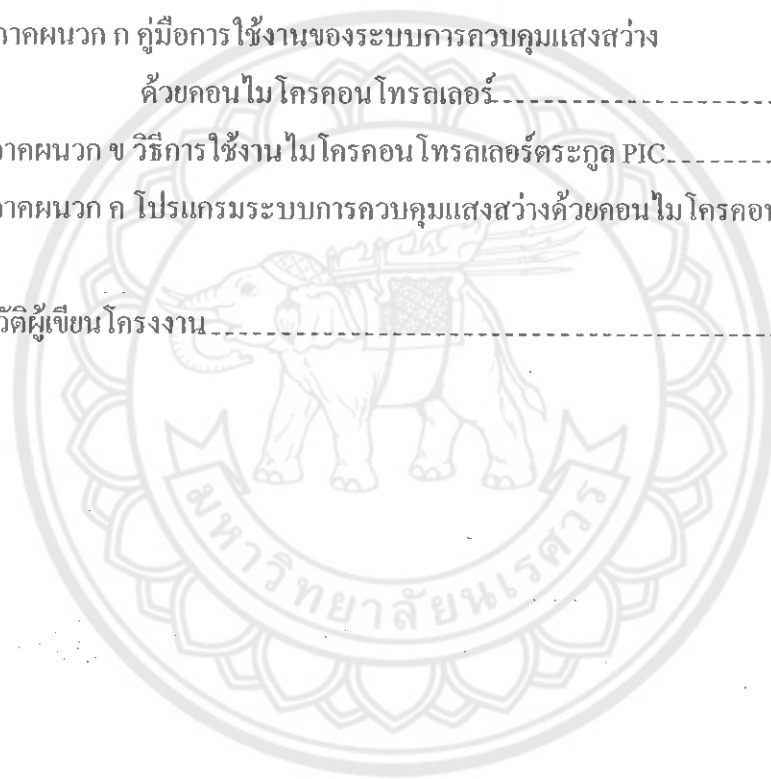 ภาคผนวก ก คู่มือการใช้งานของระบบการควบคุมแสงสว่าง
ด้วยคอนไมโครคอนโทรลเลอร์
ภาคผนวก ข วิธีการใช้งานไมโครคอนโทรลเลอร์ตระกูล PIC
ภาคผนวก ค โปรแกรมระบบการควบคุมแสงสว่างด้วยคอนไมโครคอน
วัติผู้เขียนโครงงาน
มหาวิทยาลัยนเรศวร